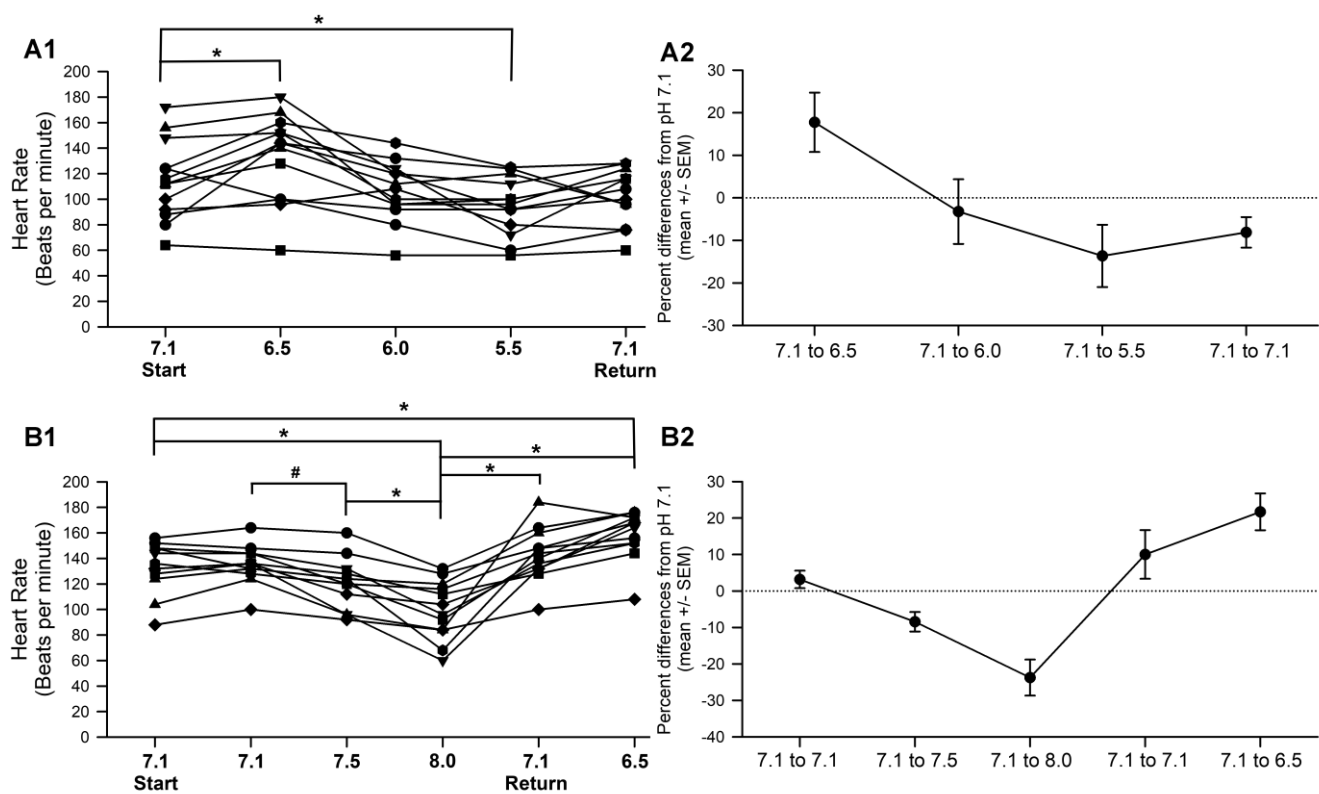 A1
*
*
Heart Rate
(Beats per minute)
200
180
160
140
120
100
80
60
40
20
0
7.1 6.5 6.0 5.5 7.1
Start Return
A2
Percent differences from pH 7.1
(mean +/- SEM)
30
20
10
0
-10
-20
-30
7.1 to 6.5 7.1 to 6.0 7.1 to 5.5 7.1 to 7.1
B1
*
*
*
*
#
*
Heart Rate
(Beats per minute)
200
180
160
140
120
100
80
60
40
20
0
7.1 7.1 7.5 8.0 7.1 6.5
Start Return
B2
Percent differences from pH 7.1
(mean +/- SEM)
30
20
10
0
-10
-20
-30
-40
7.1 to 7.1 7.1 to 7.5 7.1 to 8.0 7.1 to 7.1 7.1 to 6.5